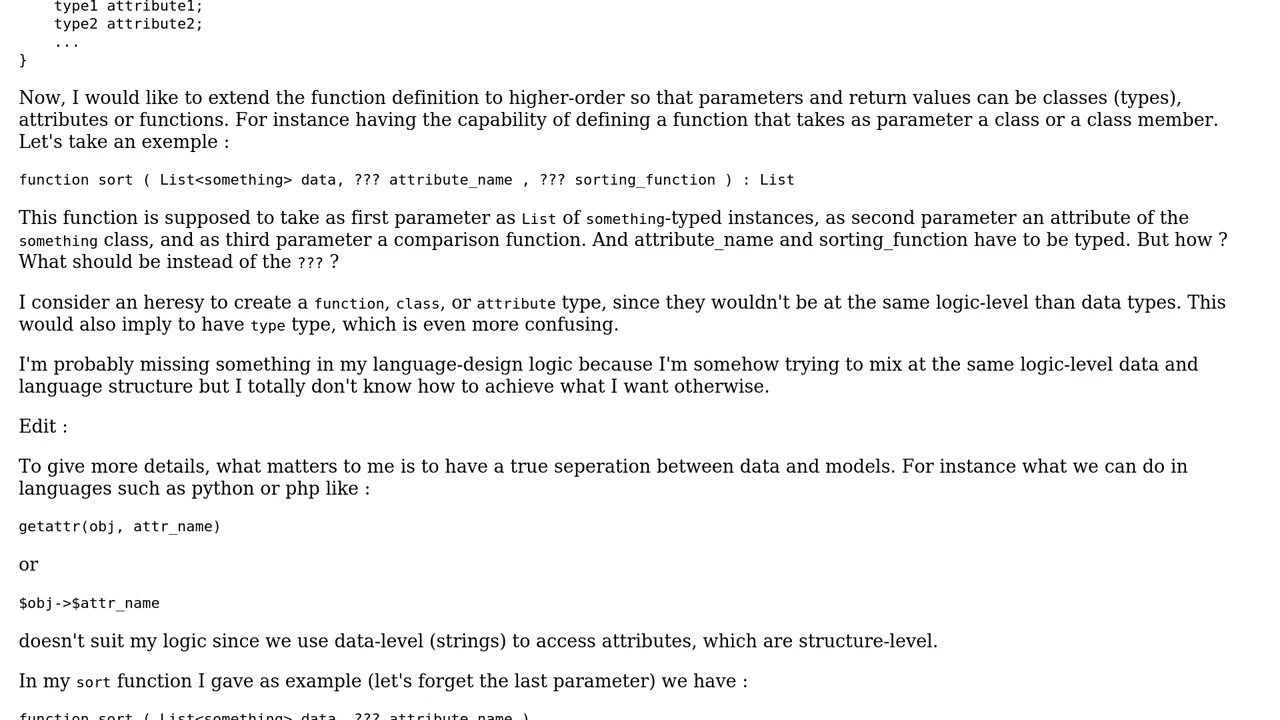 type1 attribute1;
type2 attribute2;
...
}
Now, I would like to extend the function definition to higher-order so that parameters and return values can be classes (types),
attributes or functions. For instance having the capability of defining a function that takes as parameter a class or a class member.
Let's take an exemple :
function sort ( List<something> data, ??? attribute_name , ??? sorting_function ) : List
This function is supposed to take as first parameter as List of something-typed instances, as second parameter an attribute of the
something class, and as third parameter a comparison function. And attribute_name and sorting_function have to be typed. But how ?
What should be instead of the ??? ?
I consider an heresy to create a function, class, or attribute type, since they wouldn't be at the same logic-level than data types. This
would also imply to have type type, which is even more confusing.
I'm probably missing something in my language-design logic because I'm somehow trying to mix at the same logic-level data and
language structure but I totally don't know how to achieve what I want otherwise.
Edit :
To give more details, what matters to me is to have a true seperation between data and models. For instance what we can do in
languages such as python or php like :
getattr(obj, attr_name)
or
$obj->$attr_name
doesn't suit my logic since we use data-level (strings) to access attributes, which are structure-level.
In my sort function I gave as example (let's forget the last parameter) we have :
function sort ( List<something> data, ??? attribute_name )